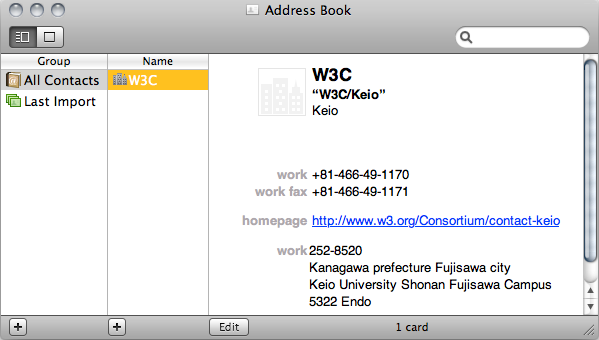 Address Book
Group
Name
All Contacts
Last Import
W3C
W3C
“W3C/Keio”
Keio
work +81-466-49-1170
work fax +81-466-49-1171
homepage http://www.w3.org/Consortium/contact-keio
work 252-8520
Kanagawa prefecture Fujisawa city
Keio University Shonan Fujisawa Campus
5322 Endo
Edit
1 card